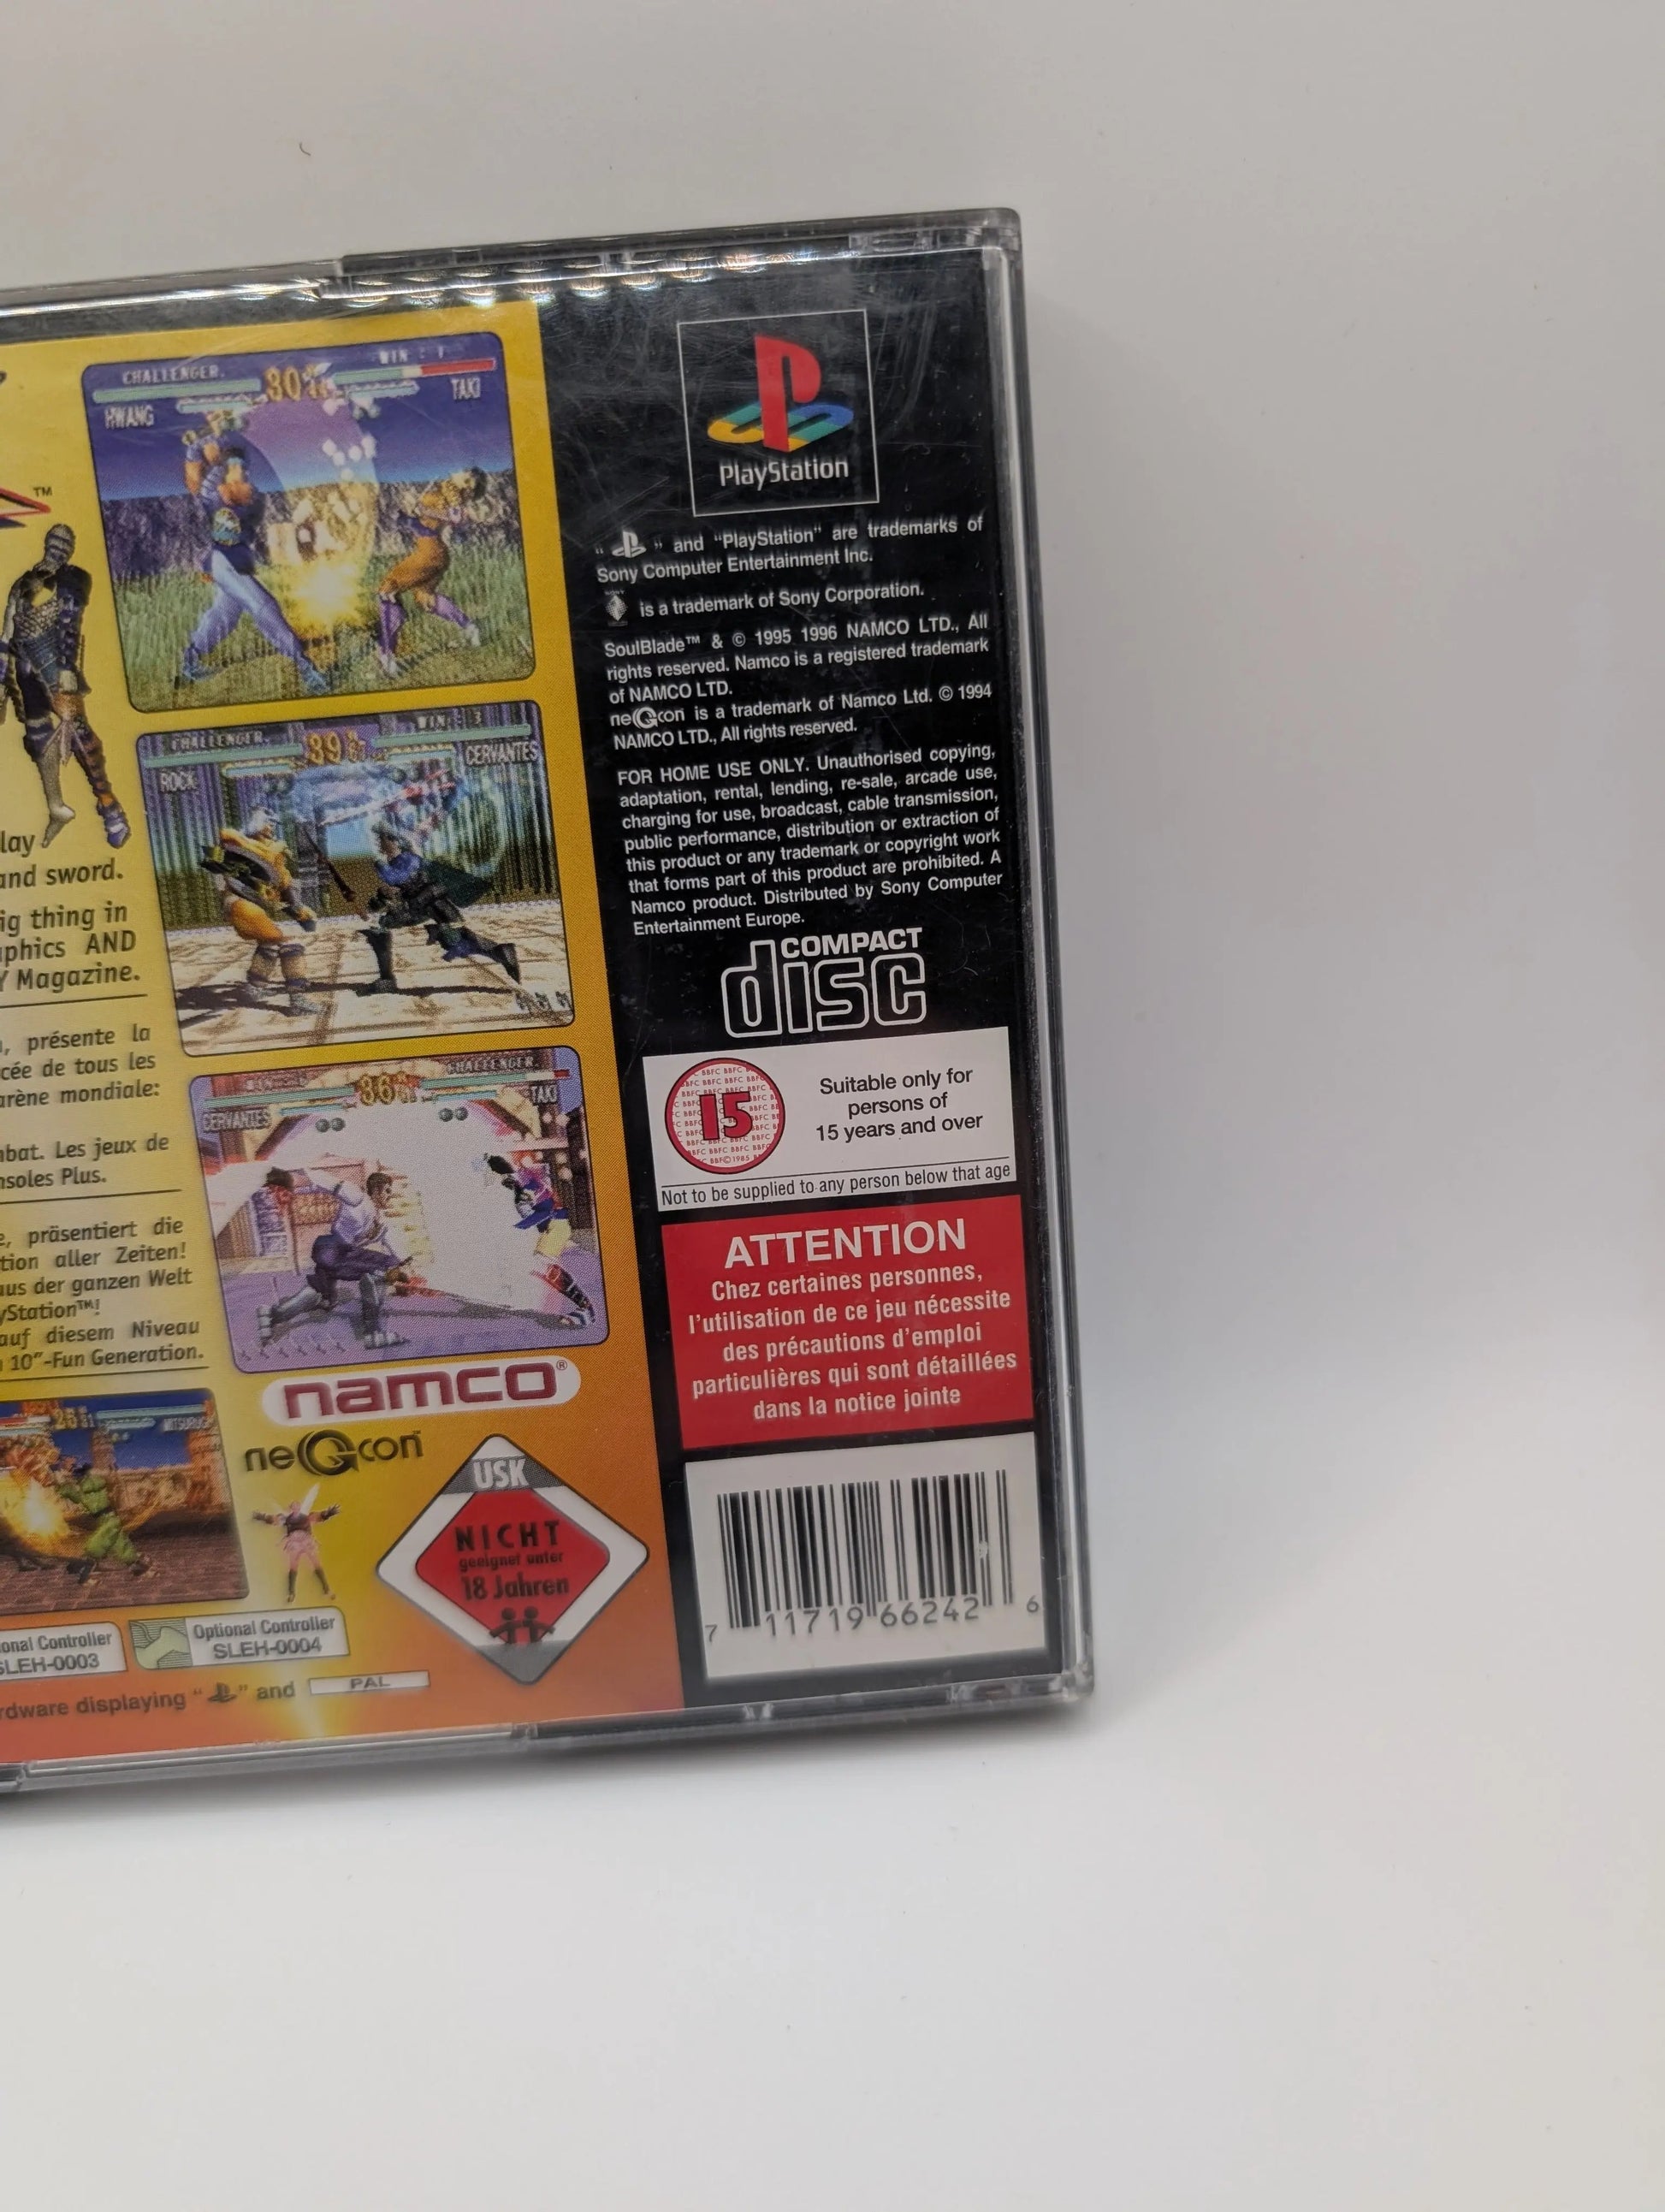 TM
CHALLENGER
WIN : 1
80
HWANG
TAKI
CHALLENGER
WIN : 3
39
ROCK
CERVANTES
CHALLENGER
36
CERVANTES
TAKI
lay
and sword.
ig thing in
phics AND
Y Magazine.
, présente la
cée de tous les
arène mondiale:
mbat. Les jeux de
nsoles Plus.
e, präsentiert die
tion aller Zeiten!
aus der ganzen Welt
yStation™!
auf diesem Niveau
10"-Fun Generation.
namco®
neGcon
MITSURUGI
USK
NICHT
geeignet unter
18 Jahren
onal Controller
SLEH-0003
Optional Controller
SLEH-0004
rdware displaying " " and PAL
PlayStation
" " and "PlayStation" are trademarks of
Sony Computer Entertainment Inc.
SONY
is a trademark of Sony Corporation.
SoulBlade™ & © 1995 1996 NAMCO LTD., All
rights reserved. Namco is a registered trademark
of NAMCO LTD.
neGcon is a trademark of Namco Ltd. © 1994
NAMCO LTD., All rights reserved.
FOR HOME USE ONLY. Unauthorised copying,
adaptation, rental, lending, re-sale, arcade use,
charging for use, broadcast, cable transmission,
public performance, distribution or extraction of
this product or any trademark or copyright work
that forms part of this product are prohibited. A
Namco product. Distributed by Sony Computer
Entertainment Europe.
COMPACT
disc
15
Suitable only for
persons of
15 years and over
Not to be supplied to any person below that age
ATTENTION
Chez certaines personnes,
l'utilisation de ce jeu nécessite
des précautions d'emploi
particulières qui sont détaillées
dans la notice jointe
7 11719 66242 6